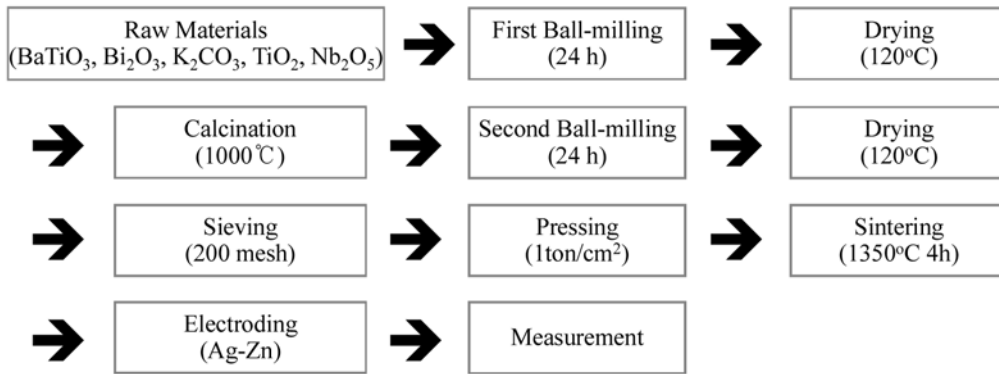 Raw Materials
(BaTiO₃, Bi₂O₃, K₂CO₃, TiO₂, Nb₂O₅)
First Ball-milling
(24 h)
Drying
(120°C)
Calcination
(1000℃)
Second Ball-milling
(24 h)
Drying
(120°C)
Sieving
(200 mesh)
Pressing
(1ton/cm²)
Sintering
(1350°C 4h)
Electroding
(Ag-Zn)
Measurement